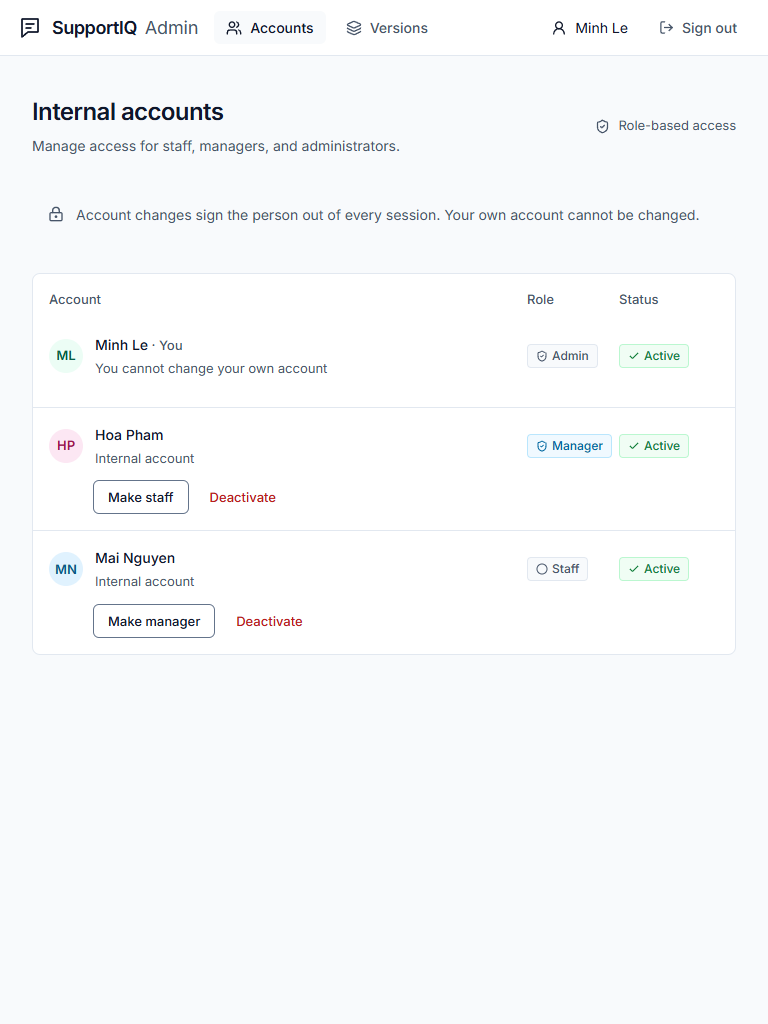 SupportIQ Admin Accounts Versions Minh Le Sign out
Internal accounts
Role-based access
Manage access for staff, managers, and administrators.
Account changes sign the person out of every session. Your own account cannot be changed.
Account Role Status
ML Minh Le · You Admin Active
You cannot change your own account
HP Hoa Pham Manager Active
Internal account
Make staff Deactivate
MN Mai Nguyen Staff Active
Internal account
Make manager Deactivate